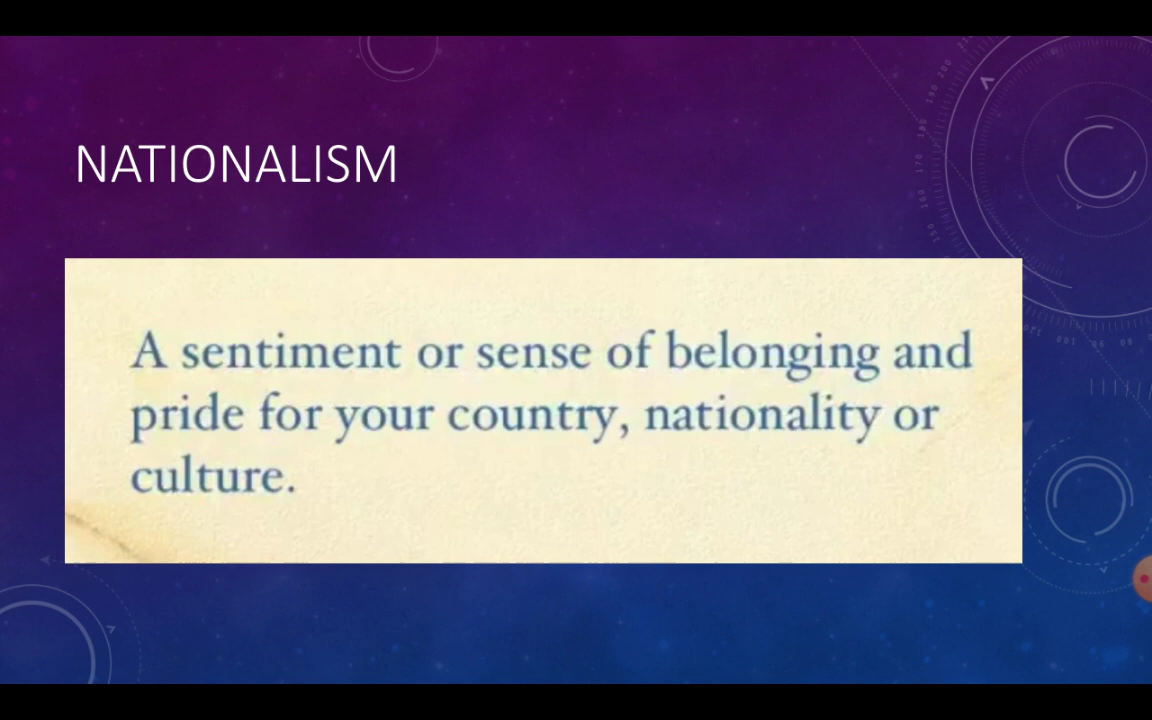 NATIONALISM
A sentiment or sense of belonging and
pride for your country, nationality or
culture.